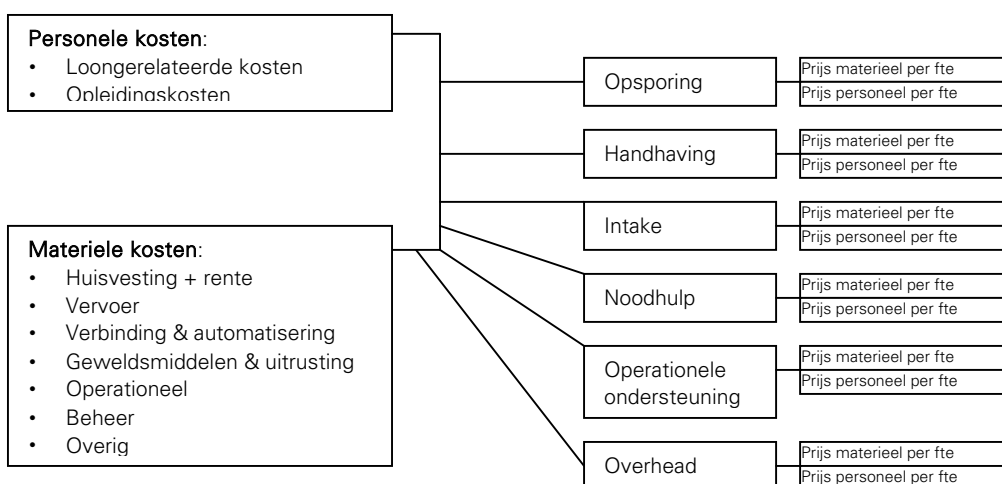 Personele kosten:
• Loongerelateerde kosten
• Opleidingskosten
Materiele kosten:
• Huisvesting + rente
• Vervoer
• Verbinding & automatisering
• Geweldsmiddelen & uitrusting
• Operationeel
• Beheer
• Overig
Opsporing
Prijs materieel per fte
Prijs personeel per fte
Handhaving
Prijs materieel per fte
Prijs personeel per fte
Intake
Prijs materieel per fte
Prijs personeel per fte
Noodhulp
Prijs materieel per fte
Prijs personeel per fte
Operationele
ondersteuning
Prijs materieel per fte
Prijs personeel per fte
Overhead
Prijs materieel per fte
Prijs personeel per fte